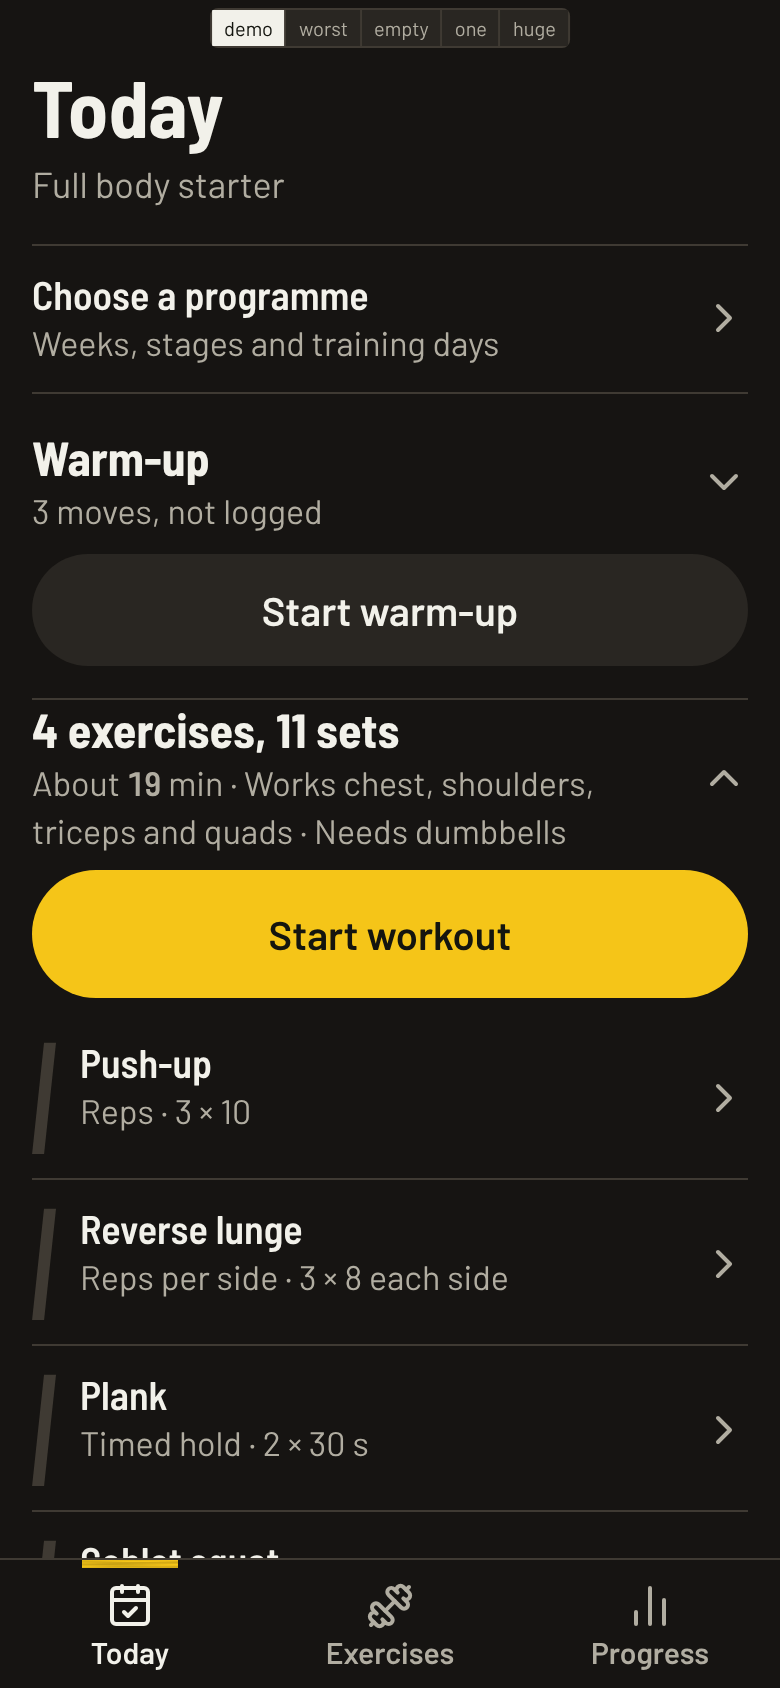 demo worst empty one huge
Today
Full body starter
Choose a programme
Weeks, stages and training days
Warm-up
3 moves, not logged
Start warm-up
4 exercises, 11 sets
About 19 min · Works chest, shoulders,
triceps and quads · Needs dumbbells
Start workout
Push-up
Reps · 3 × 10
Reverse lunge
Reps per side · 3 × 8 each side
Plank
Timed hold · 2 × 30 s
Goblet squat
Today Exercises Progress